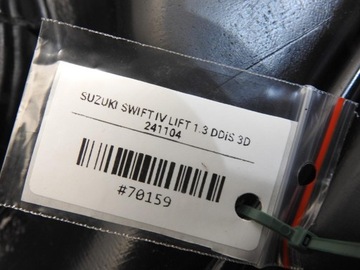 SUZUKI SWIFT IV LIFT 1.3 DDiS 3D
241104
#70159